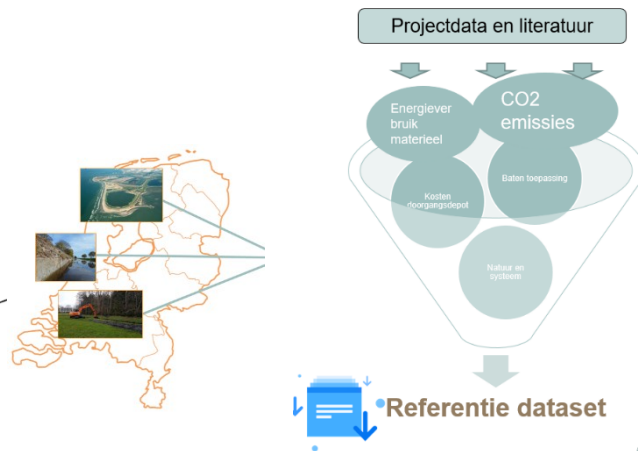 Projectdata en literatuur
Energiever
bruik
materieel
CO2
emissies
Kosten
doorgangsdepot
Baten toepassing
Natuur en
systeem
Referentie dataset